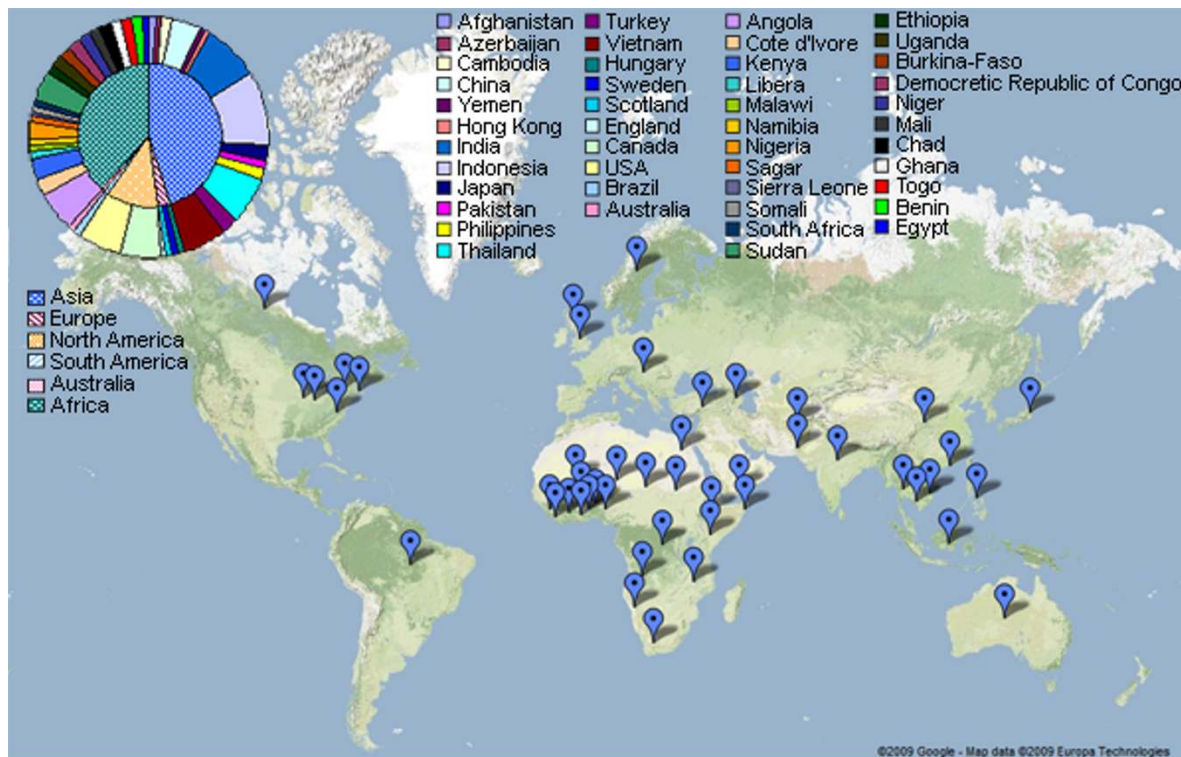 Afghanistan
Azerbaijan
Cambodia
China
Yemen
Hong Kong
India
Indonesia
Japan
Pakistan
Philippines
Thailand
Turkey
Vietnam
Hungary
Sweden
Scotland
England
Canada
USA
Brazil
Australia
Angola
Cote d'Ivore
Kenya
Libera
Malawi
Namibia
Nigeria
Sagar
Sierra Leone
Somali
South Africa
Sudan
Ethiopia
Uganda
Burkina-Faso
Democretic Republic of Congo
Niger
Mali
Chad
Ghana
Togo
Benin
Egypt
Asia
Europe
North America
South America
Australia
Africa
©2009 Google - Map data ©2009 Europa Technologies